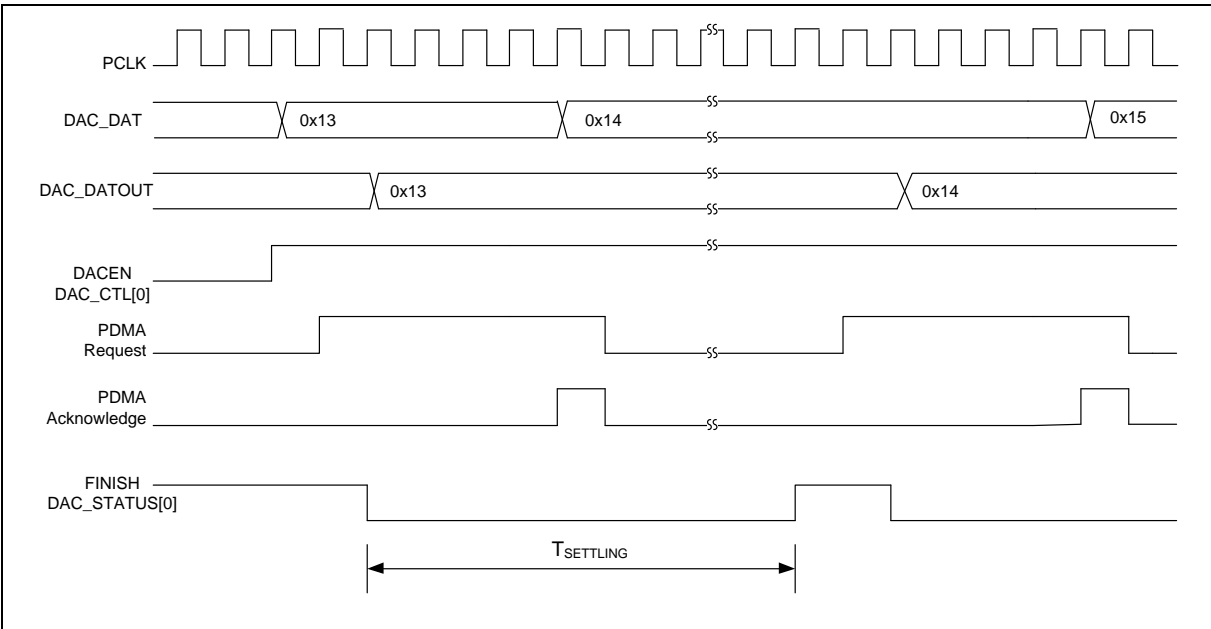 PCLK
DAC_DAT
0x13
0x14
0x15
DAC_DATOUT
0x13
0x14
DACEN
DAC_CTL[0]
PDMA
Request
PDMA
Acknowledge
FINISH
DAC_STATUS[0]
TSETTLING